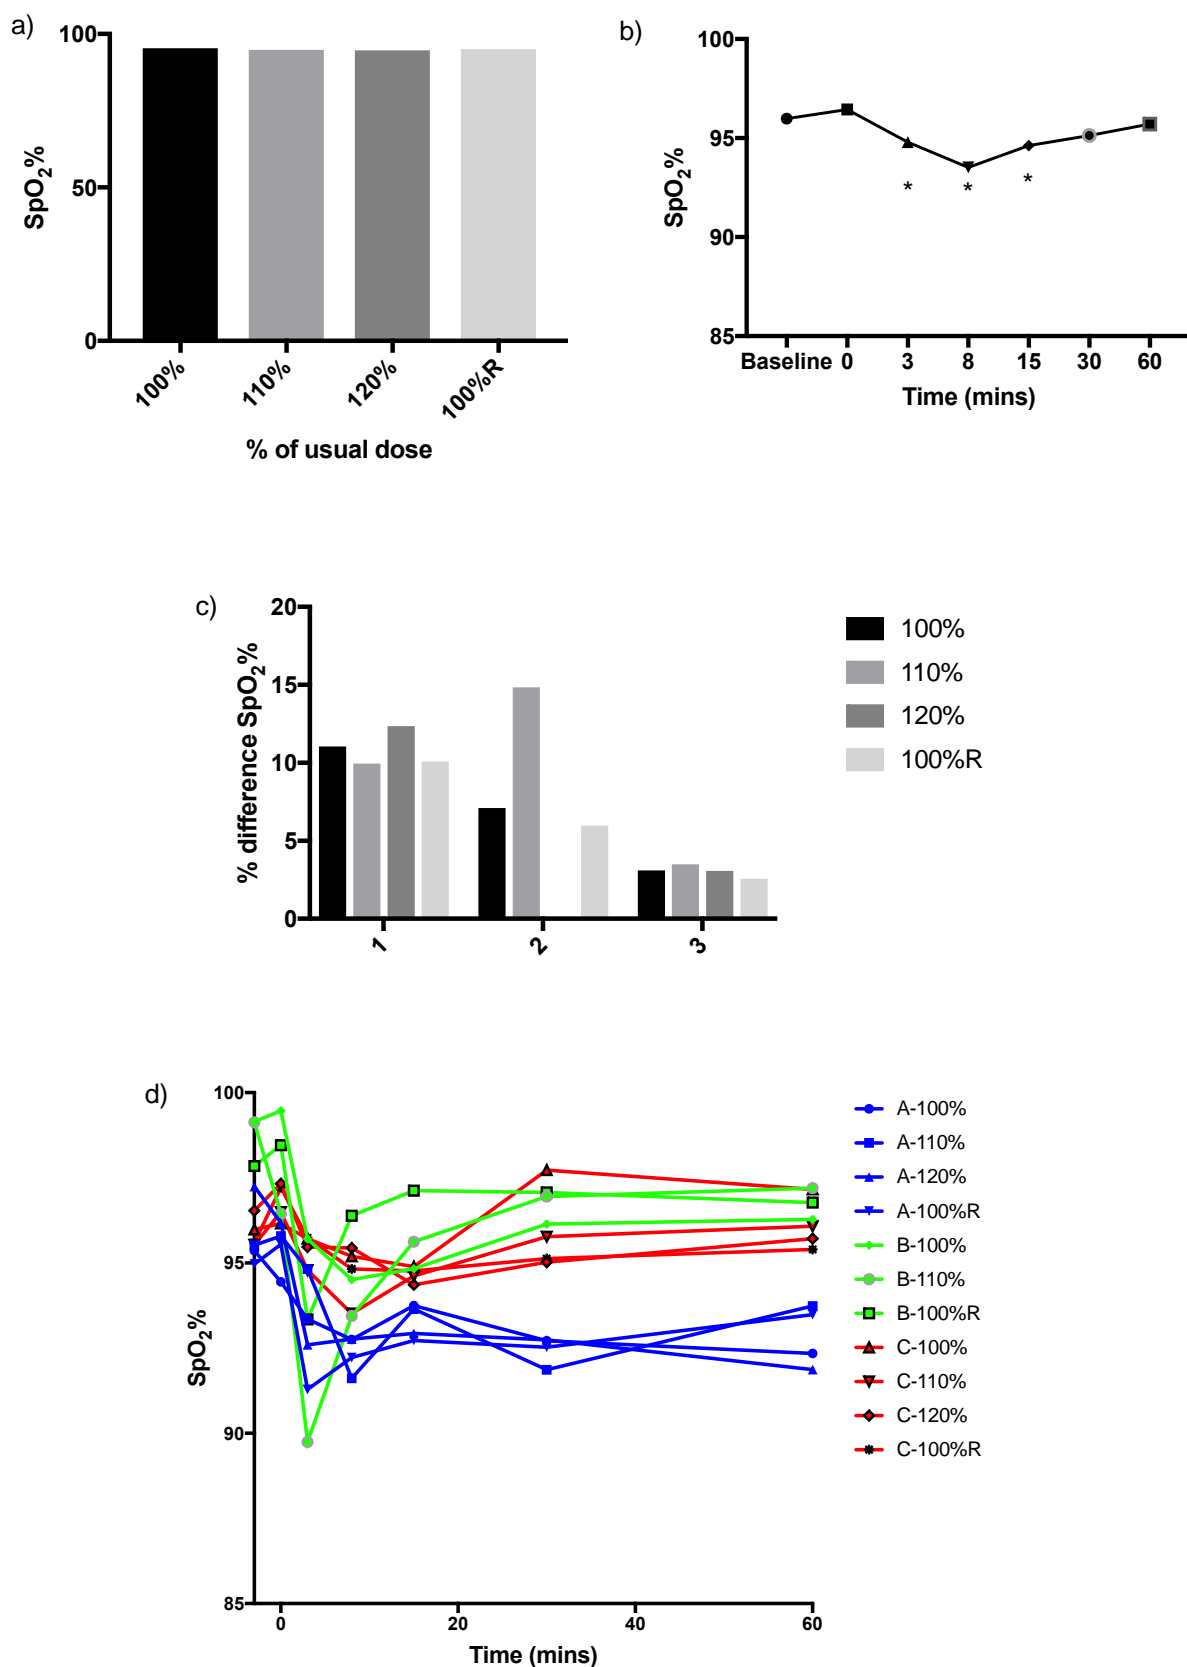 a)
100
50
0
SpO2%
100%
110%
120%
100%R
% of usual dose
b)
100
95
90
85
SpO2%
*
*
*
Baseline 0 3 8 15 30 60
Time (mins)
c)
20
15
10
5
0
% difference SpO2%
1
2
3
100%
110%
120%
100%R
d)
100
95
90
85
SpO2%
0 20 40 60
Time (mins)
A-100%
A-110%
A-120%
A-100%R
B-100%
B-110%
B-100%R
C-100%
C-110%
C-120%
C-100%R